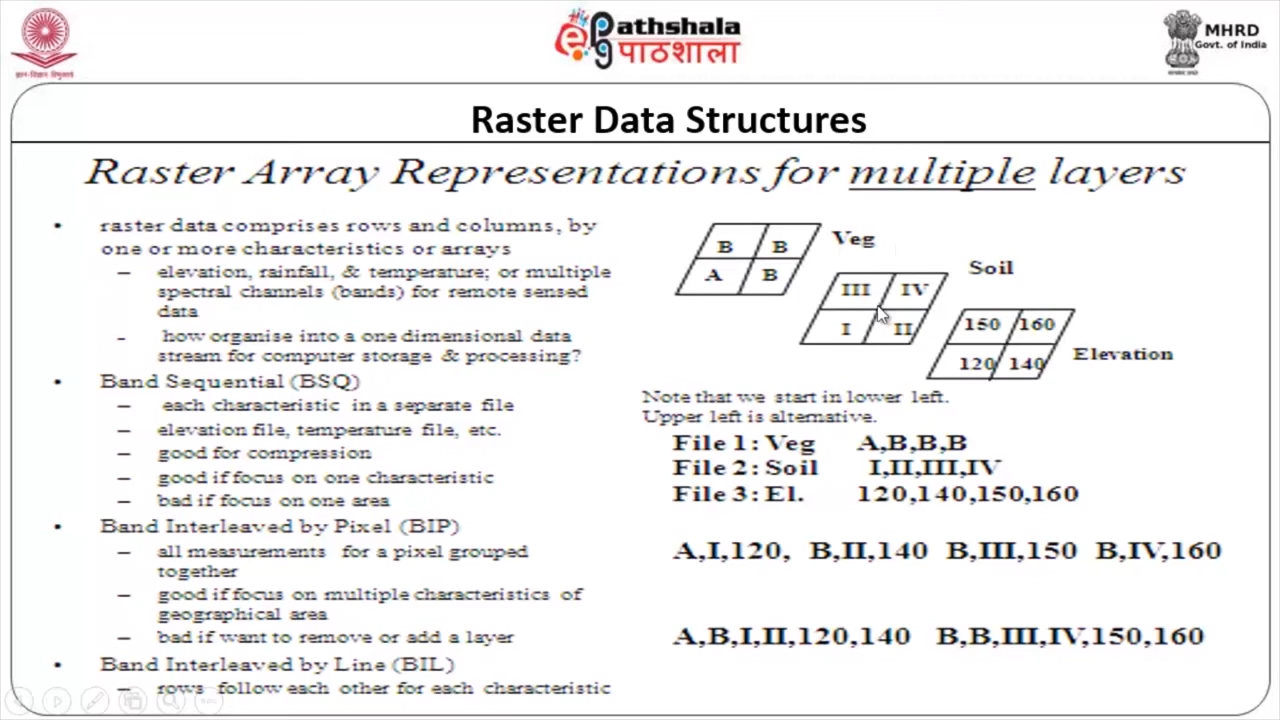 ePathshala
पाठशाला
MHRD
Govt. of India
Raster Data Structures
Raster Array Representations for multiple layers
• raster data comprises rows and columns, by
one or more characteristics or arrays
– elevation, rainfall, & temperature; or multiple
spectral channels (bands) for remote sensed
data
- how organise into a one dimensional data
stream for computer storage & processing?
• Band Sequential (BSQ)
– each characteristic in a separate file
– elevation file, temperature file, etc.
– good for compression
– good if focus on one characteristic
– bad if focus on one area
• Band Interleaved by Pixel (BIP)
– all measurements for a pixel grouped
together
– good if focus on multiple characteristics of
geographical area
– bad if want to remove or add a layer
• Band Interleaved by Line (BIL)
– rows follow each other for each characteristic
B B
A B
Veg
III IV
I II
Soil
150 160
120 140
Elevation
Note that we start in lower left.
Upper left is alternative.
File 1: Veg A,B,B,B
File 2: Soil I,II,III,IV
File 3: El. 120,140,150,160
A,I,120, B,II,140 B,III,150 B,IV,160
A,B,I,II,120,140 B,B,III,IV,150,160